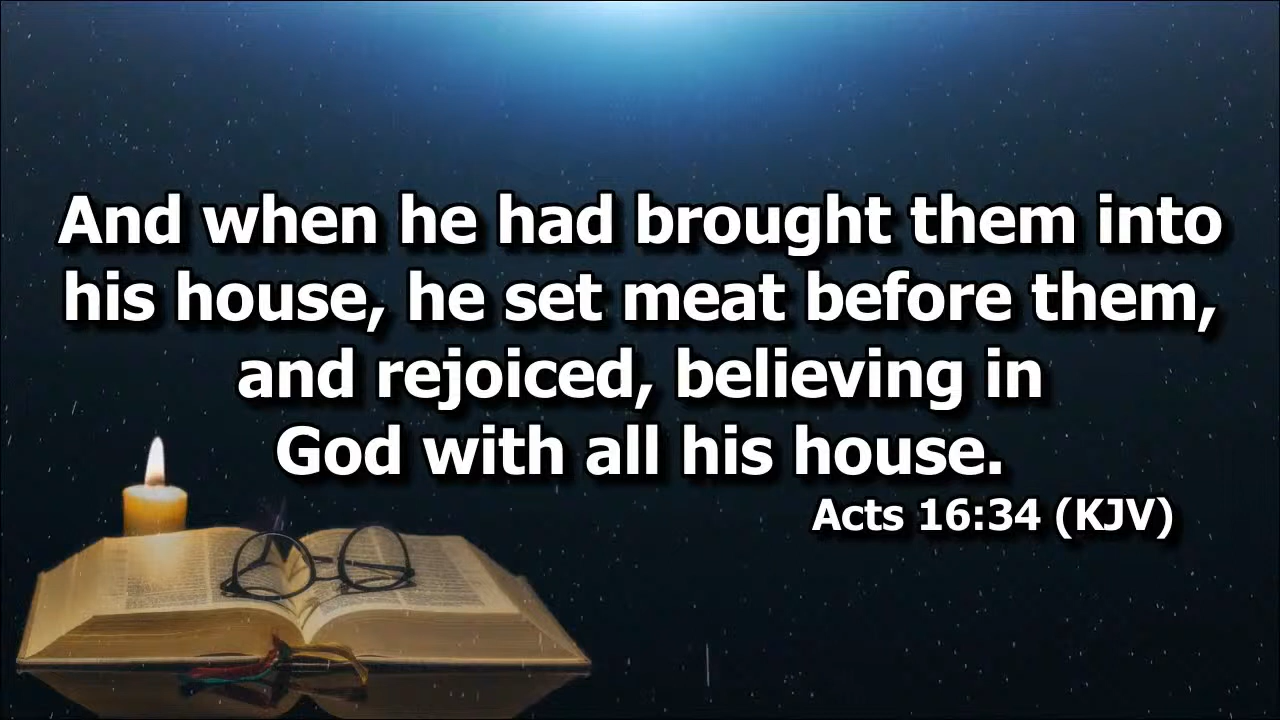 And when he had brought them into
his house, he set meat before them,
and rejoiced, believing in
God with all his house.
Acts 16:34 (KJV)